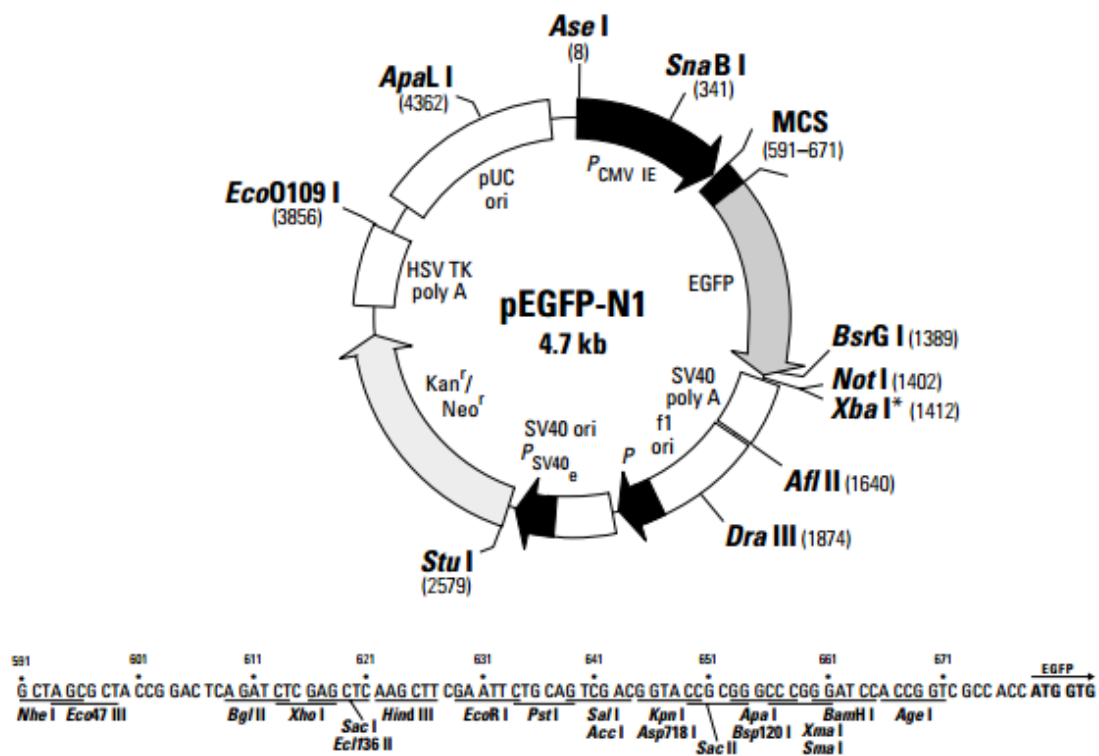 Ase I
(8)
SnaB I
(341)
ApaL I
(4362)
MCS
(591–671)
PCMV IE
pUC
ori
EcoO109 I
(3856)
HSV TK
poly A
EGFP
pEGFP-N1
4.7 kb
BsrG I (1389)
Not I (1402)
Xba I* (1412)
SV40
poly A
f1
ori
Kanr/
Neor
SV40 ori
PSV40e
P
Afl II (1640)
Dra III (1874)
Stu I
(2579)
591 601 611 621 631 641 651 661 671 EGFP
G CTA GCG CTA CCG GAC TCA GAT CTC GAG CTC AAG CTT CGA ATT CTG CAG TCG ACG GTA CCG CGG GCC CGG GAT CCA CCG GTC GCC ACC ATG GTG
Nhe I Eco47 III Bgl II Xho I Hind III EcoR I Pst I Sal I Kpn I Apa I BamH I Age I
Sac I Acc I Asp718 I Bsp120 I Xma I
Ecl136 II Sac II Sma I